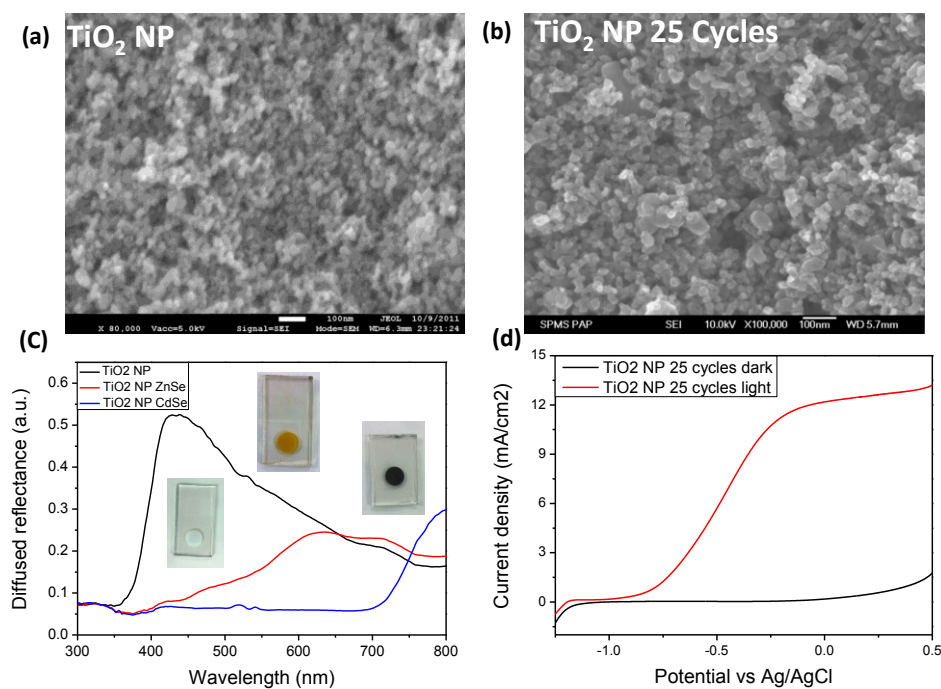 (a) TiO₂ NP
X 80,000 Vacc=5.0kV Signal=SEI 100nm Mode=SEM JEOL WD=6.3mm 10/9/2011 23:21:24
(b) TiO₂ NP 25 Cycles
SPMS PAP SEI 10.0kV X100,000 100nm WD 5.7mm
(C)
TiO2 NP
TiO2 NP ZnSe
TiO2 NP CdSe
Diffused reflectance (a.u.)
0.6
0.5
0.4
0.3
0.2
0.1
0.0
300 400 500 600 700 800
Wavelength (nm)
(d)
TiO2 NP 25 cycles dark
TiO2 NP 25 cycles light
Current density (mA/cm2)
15
12
9
6
3
0
-1.0 -0.5 0.0 0.5
Potential vs Ag/AgCl